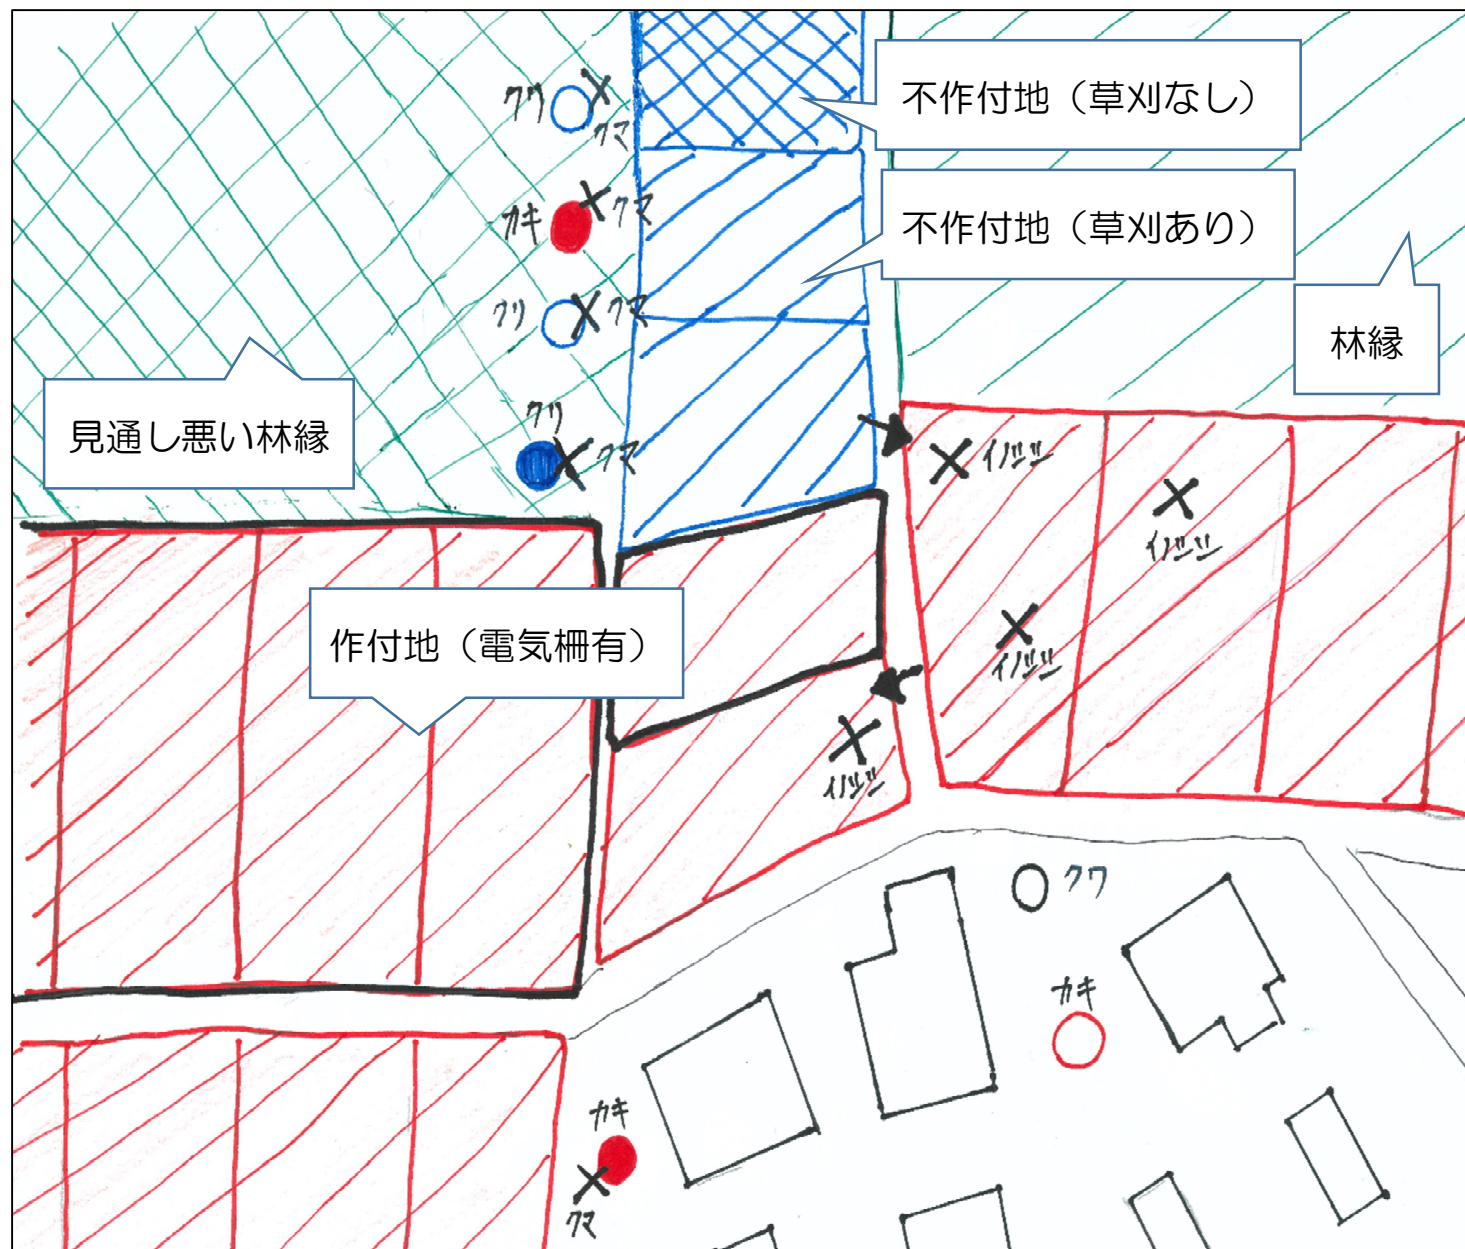 不作付地（草刈なし）
クワ
クマ
カキ
クマ
不作付地（草刈あり）
クリ
クマ
林縁
見通し悪い林縁
クリ
クマ
イノシシ
イノシシ
作付地（電気柵有）
イノシシ
イノシシ
クワ
カキ
カキ
クマ